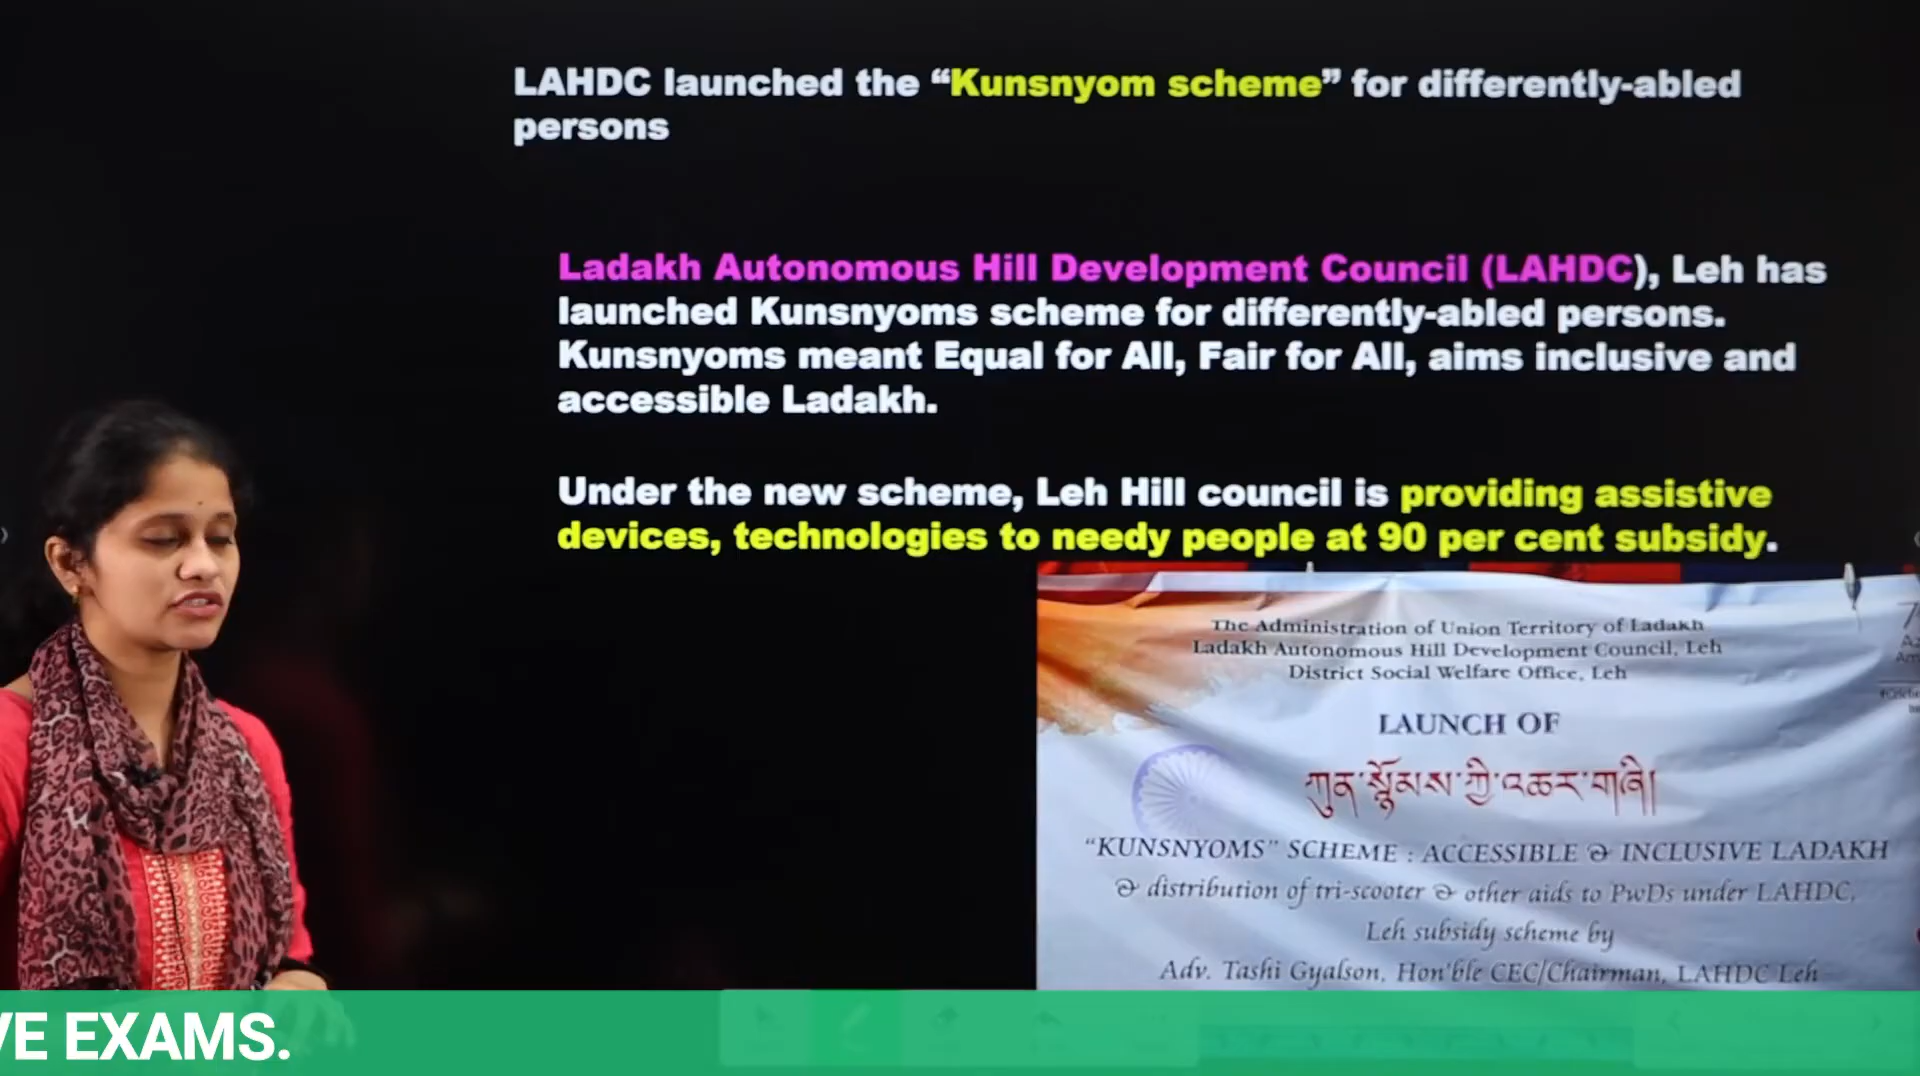 LAHDC launched the “Kunsnyom scheme” for differently-abled
persons
Ladakh Autonomous Hill Development Council (LAHDC), Leh has
launched Kunsnyoms scheme for differently-abled persons.
Kunsnyoms meant Equal for All, Fair for All, aims inclusive and
accessible Ladakh.
Under the new scheme, Leh Hill council is providing assistive
devices, technologies to needy people at 90 per cent subsidy.
The Administration of Union Territory of Ladakh
Ladakh Autonomous Hill Development Council, Leh
District Social Welfare Office, Leh
LAUNCH OF
ཀུན་སྙོམས་ཀྱི་འཆར་གཞི།
“KUNSNYOMS” SCHEME : ACCESSIBLE & INCLUSIVE LADAKH
& distribution of tri-scooter & other aids to PwDs under LAHDC,
Leh subsidy scheme by
Adv. Tashi Gyalson, Hon'ble CEC/Chairman, LAHDC Leh
VE EXAMS.